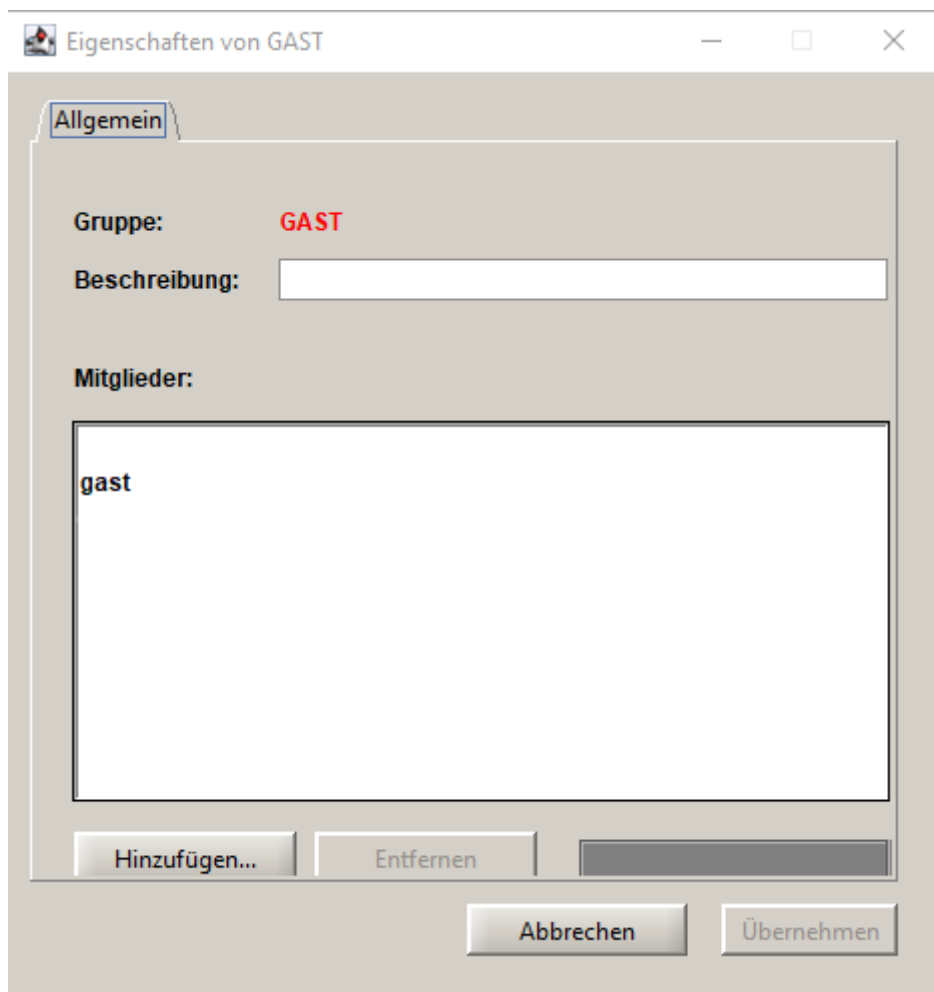 Eigenschaften von GAST
Allgemein
Gruppe: GAST
Beschreibung:
Mitglieder:
gast
Hinzufügen... Entfernen
Abbrechen Übernehmen